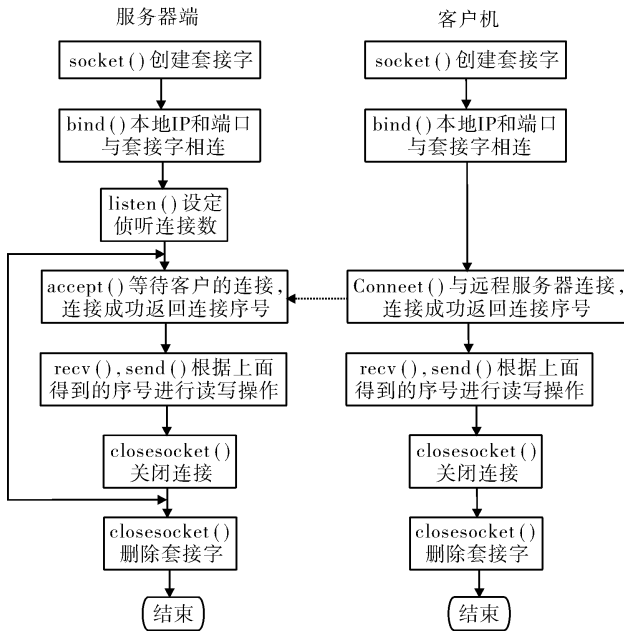 服务器端
socket()创建套接字
bind()本地IP和端口
与套接字相连
listen()设定
侦听连接数
accept()等待客户的连接,
连接成功返回连接序号
recv(),send()根据上面
得到的序号进行读写操作
closesocket()
关闭连接
closesocket()
删除套接字
结束
客户机
socket()创建套接字
bind()本地IP和端口
与套接字相连
Conneet()与远程服务器连接,
连接成功返回连接序号
recv(),send()根据上面
得到的序号进行读写操作
closesocket()
关闭连接
closesocket()
删除套接字
结束